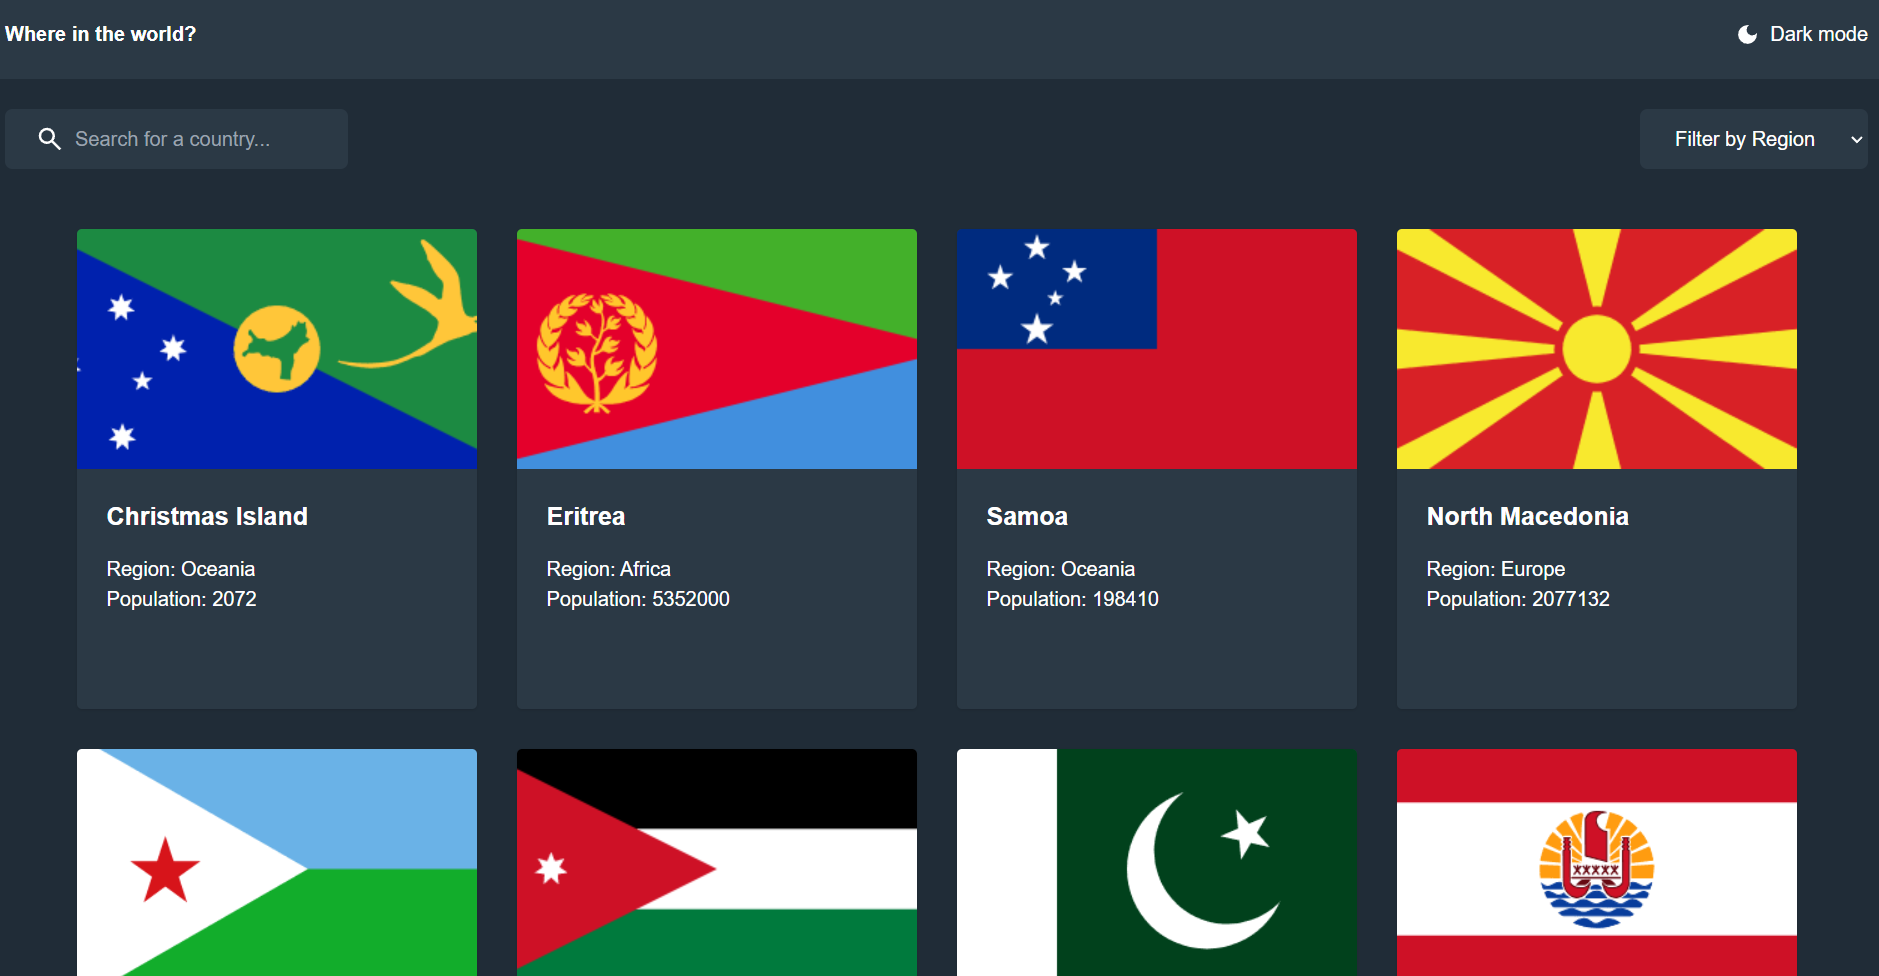 Where in the world?
Dark mode
Search for a country...
Filter by Region
Christmas Island
Region: Oceania
Population: 2072
Eritrea
Region: Africa
Population: 5352000
Samoa
Region: Oceania
Population: 198410
North Macedonia
Region: Europe
Population: 2077132